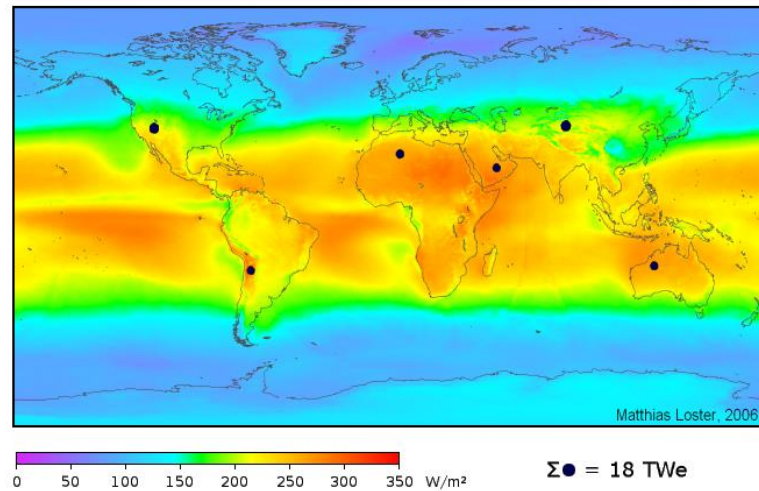 Matthias Loster, 2006
0 50 100 150 200 250 300 350 W/m²
Σ● = 18 TWe